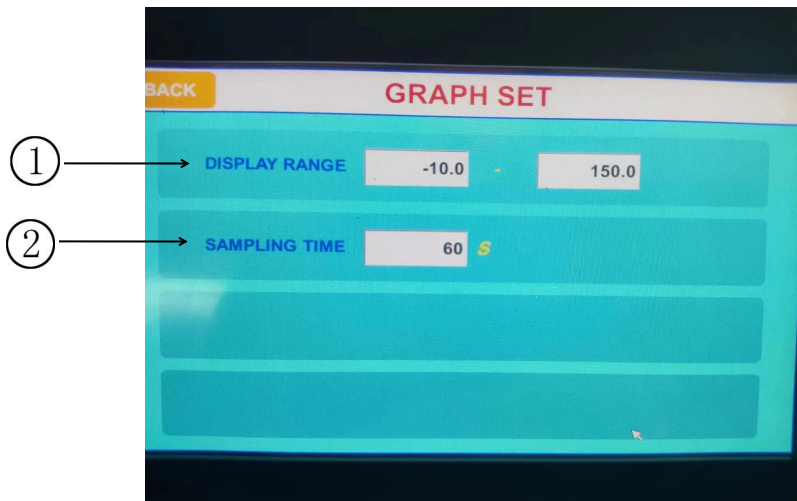 BACK GRAPH SET
① DISPLAY RANGE -10.0 - 150.0
② SAMPLING TIME 60 S